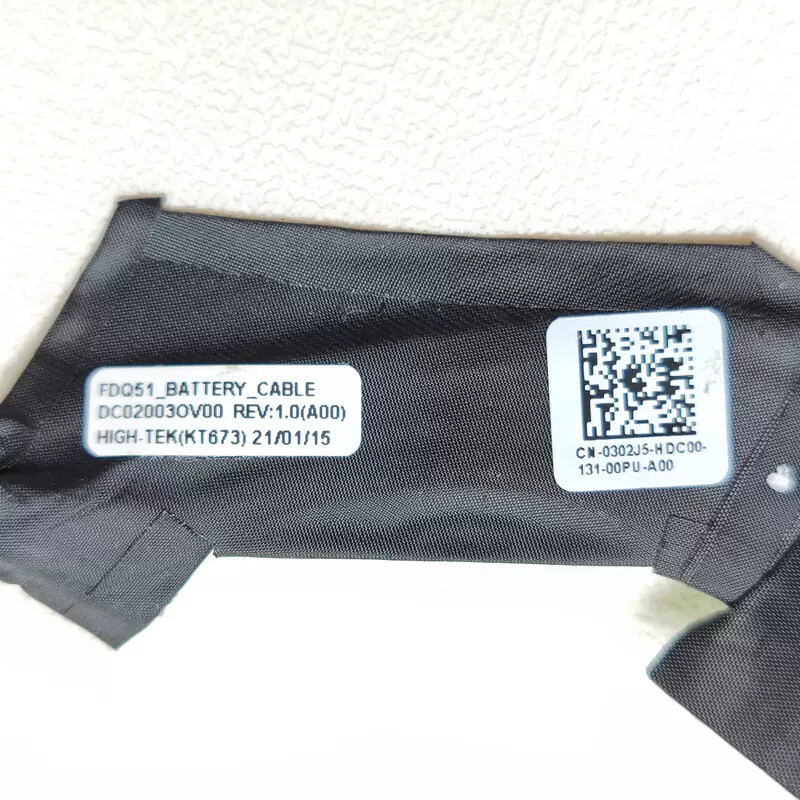 FDQ51_BATTERY_CABLE
DC02003OV00 REV:1.0(A00)
HIGH-TEK(KT673) 21/01/15
CN-0302J5-HDC00-
131-00PU-A00